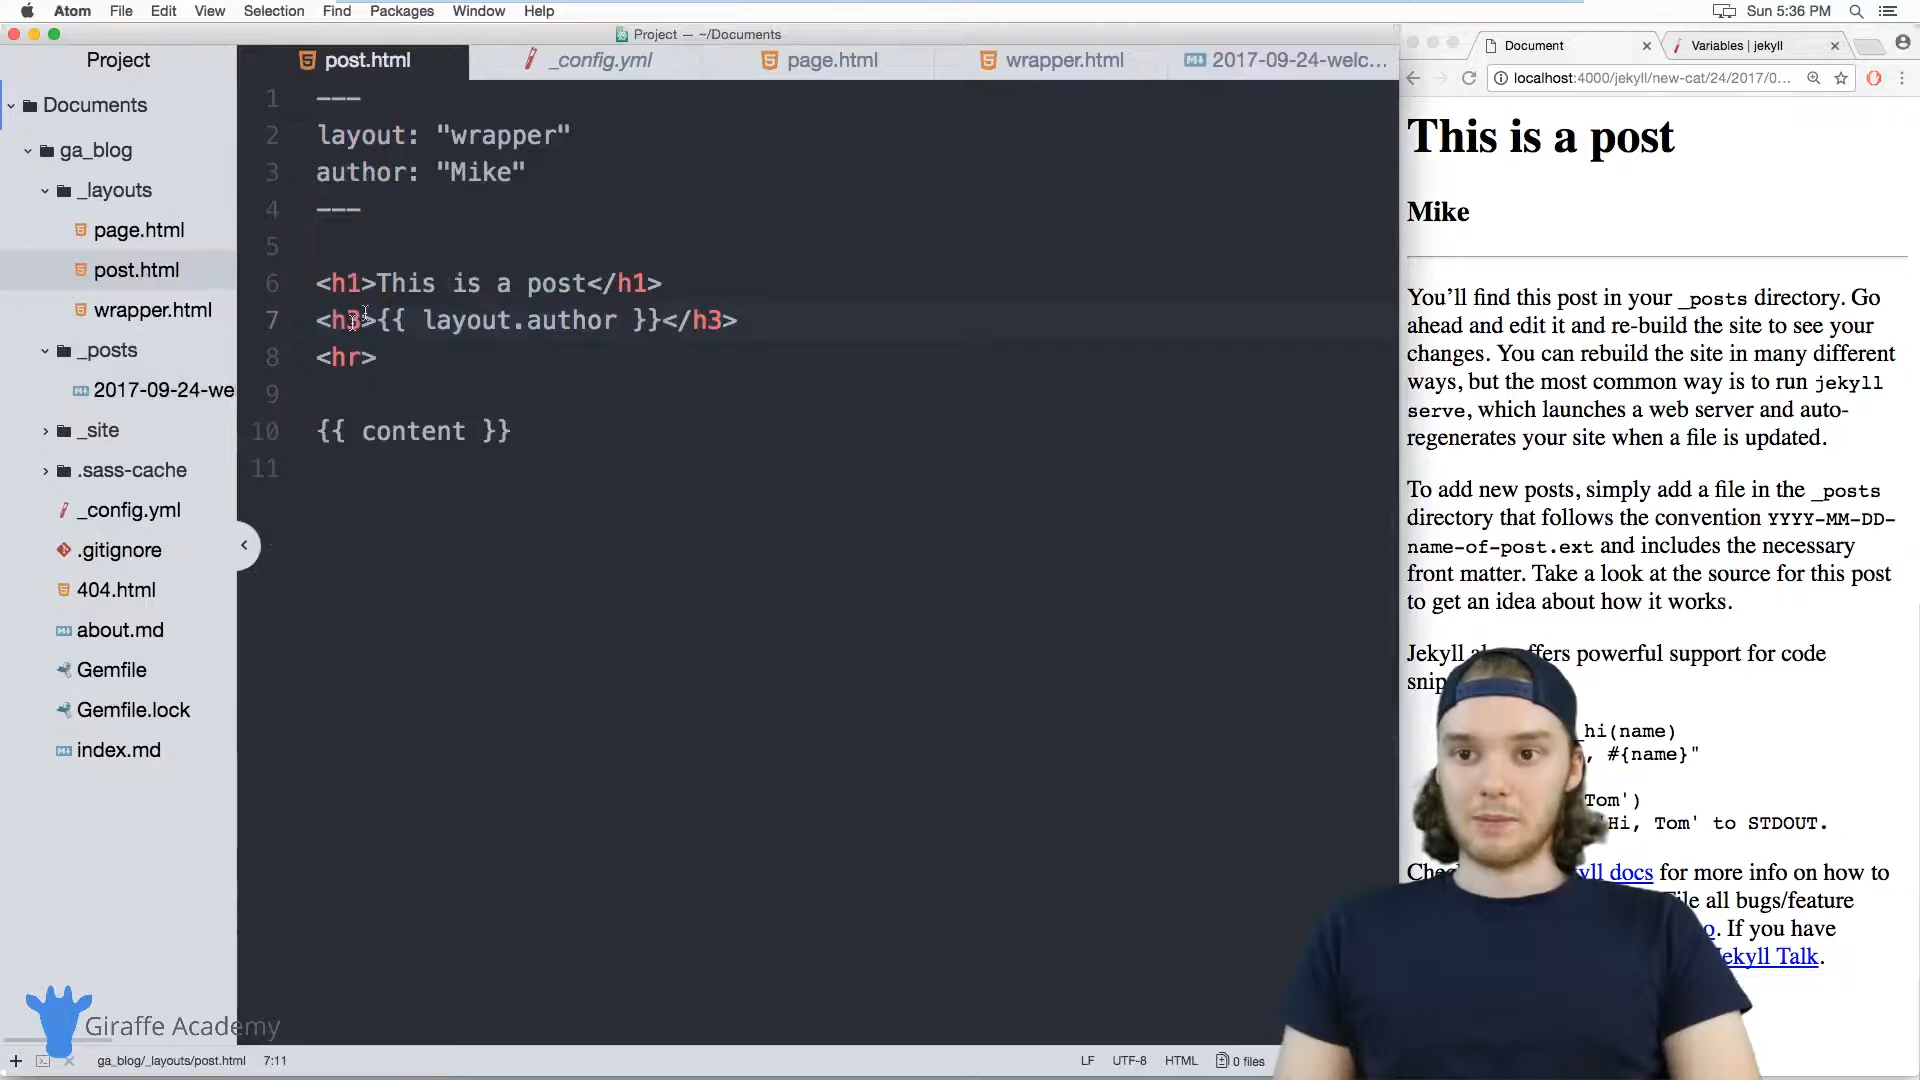 Atom File Edit View Selection Find Packages Window Help Sun 5:36 PM
Project — ~/Documents
Project
Documents
ga_blog
_layouts
page.html
post.html
wrapper.html
_posts
2017-09-24-we
_site
.sass-cache
_config.yml
.gitignore
404.html
about.md
Gemfile
Gemfile.lock
index.md
post.html _config.yml page.html wrapper.html 2017-09-24-welc...
1 ---
2 layout: "wrapper"
3 author: "Mike"
4 ---
5
6 <h1>This is a post</h1>
7 <h3>{{ layout.author }}</h3>
8 <hr>
9
10 {{ content }}
11
Document Variables | jekyll
localhost:4000/jekyll/new-cat/24/2017/0...
This is a post
Mike
You’ll find this post in your _posts directory. Go
ahead and edit it and re-build the site to see your
changes. You can rebuild the site in many different
ways, but the most common way is to run jekyll
serve, which launches a web server and auto-
regenerates your site when a file is updated.
To add new posts, simply add a file in the _posts
directory that follows the convention YYYY-MM-DD-
name-of-post.ext and includes the necessary
front matter. Take a look at the source for this post
to get an idea about how it works.
Jekyll offers powerful support for code
snip
_hi(name)
, #{name}"
Tom')
'Hi, Tom' to STDOUT.
yll docs for more info on how to
ile all bugs/feature
o. If you have
ekyll Talk.
Giraffe Academy
ga_blog/_layouts/post.html 7:11 LF UTF-8 HTML 0 files